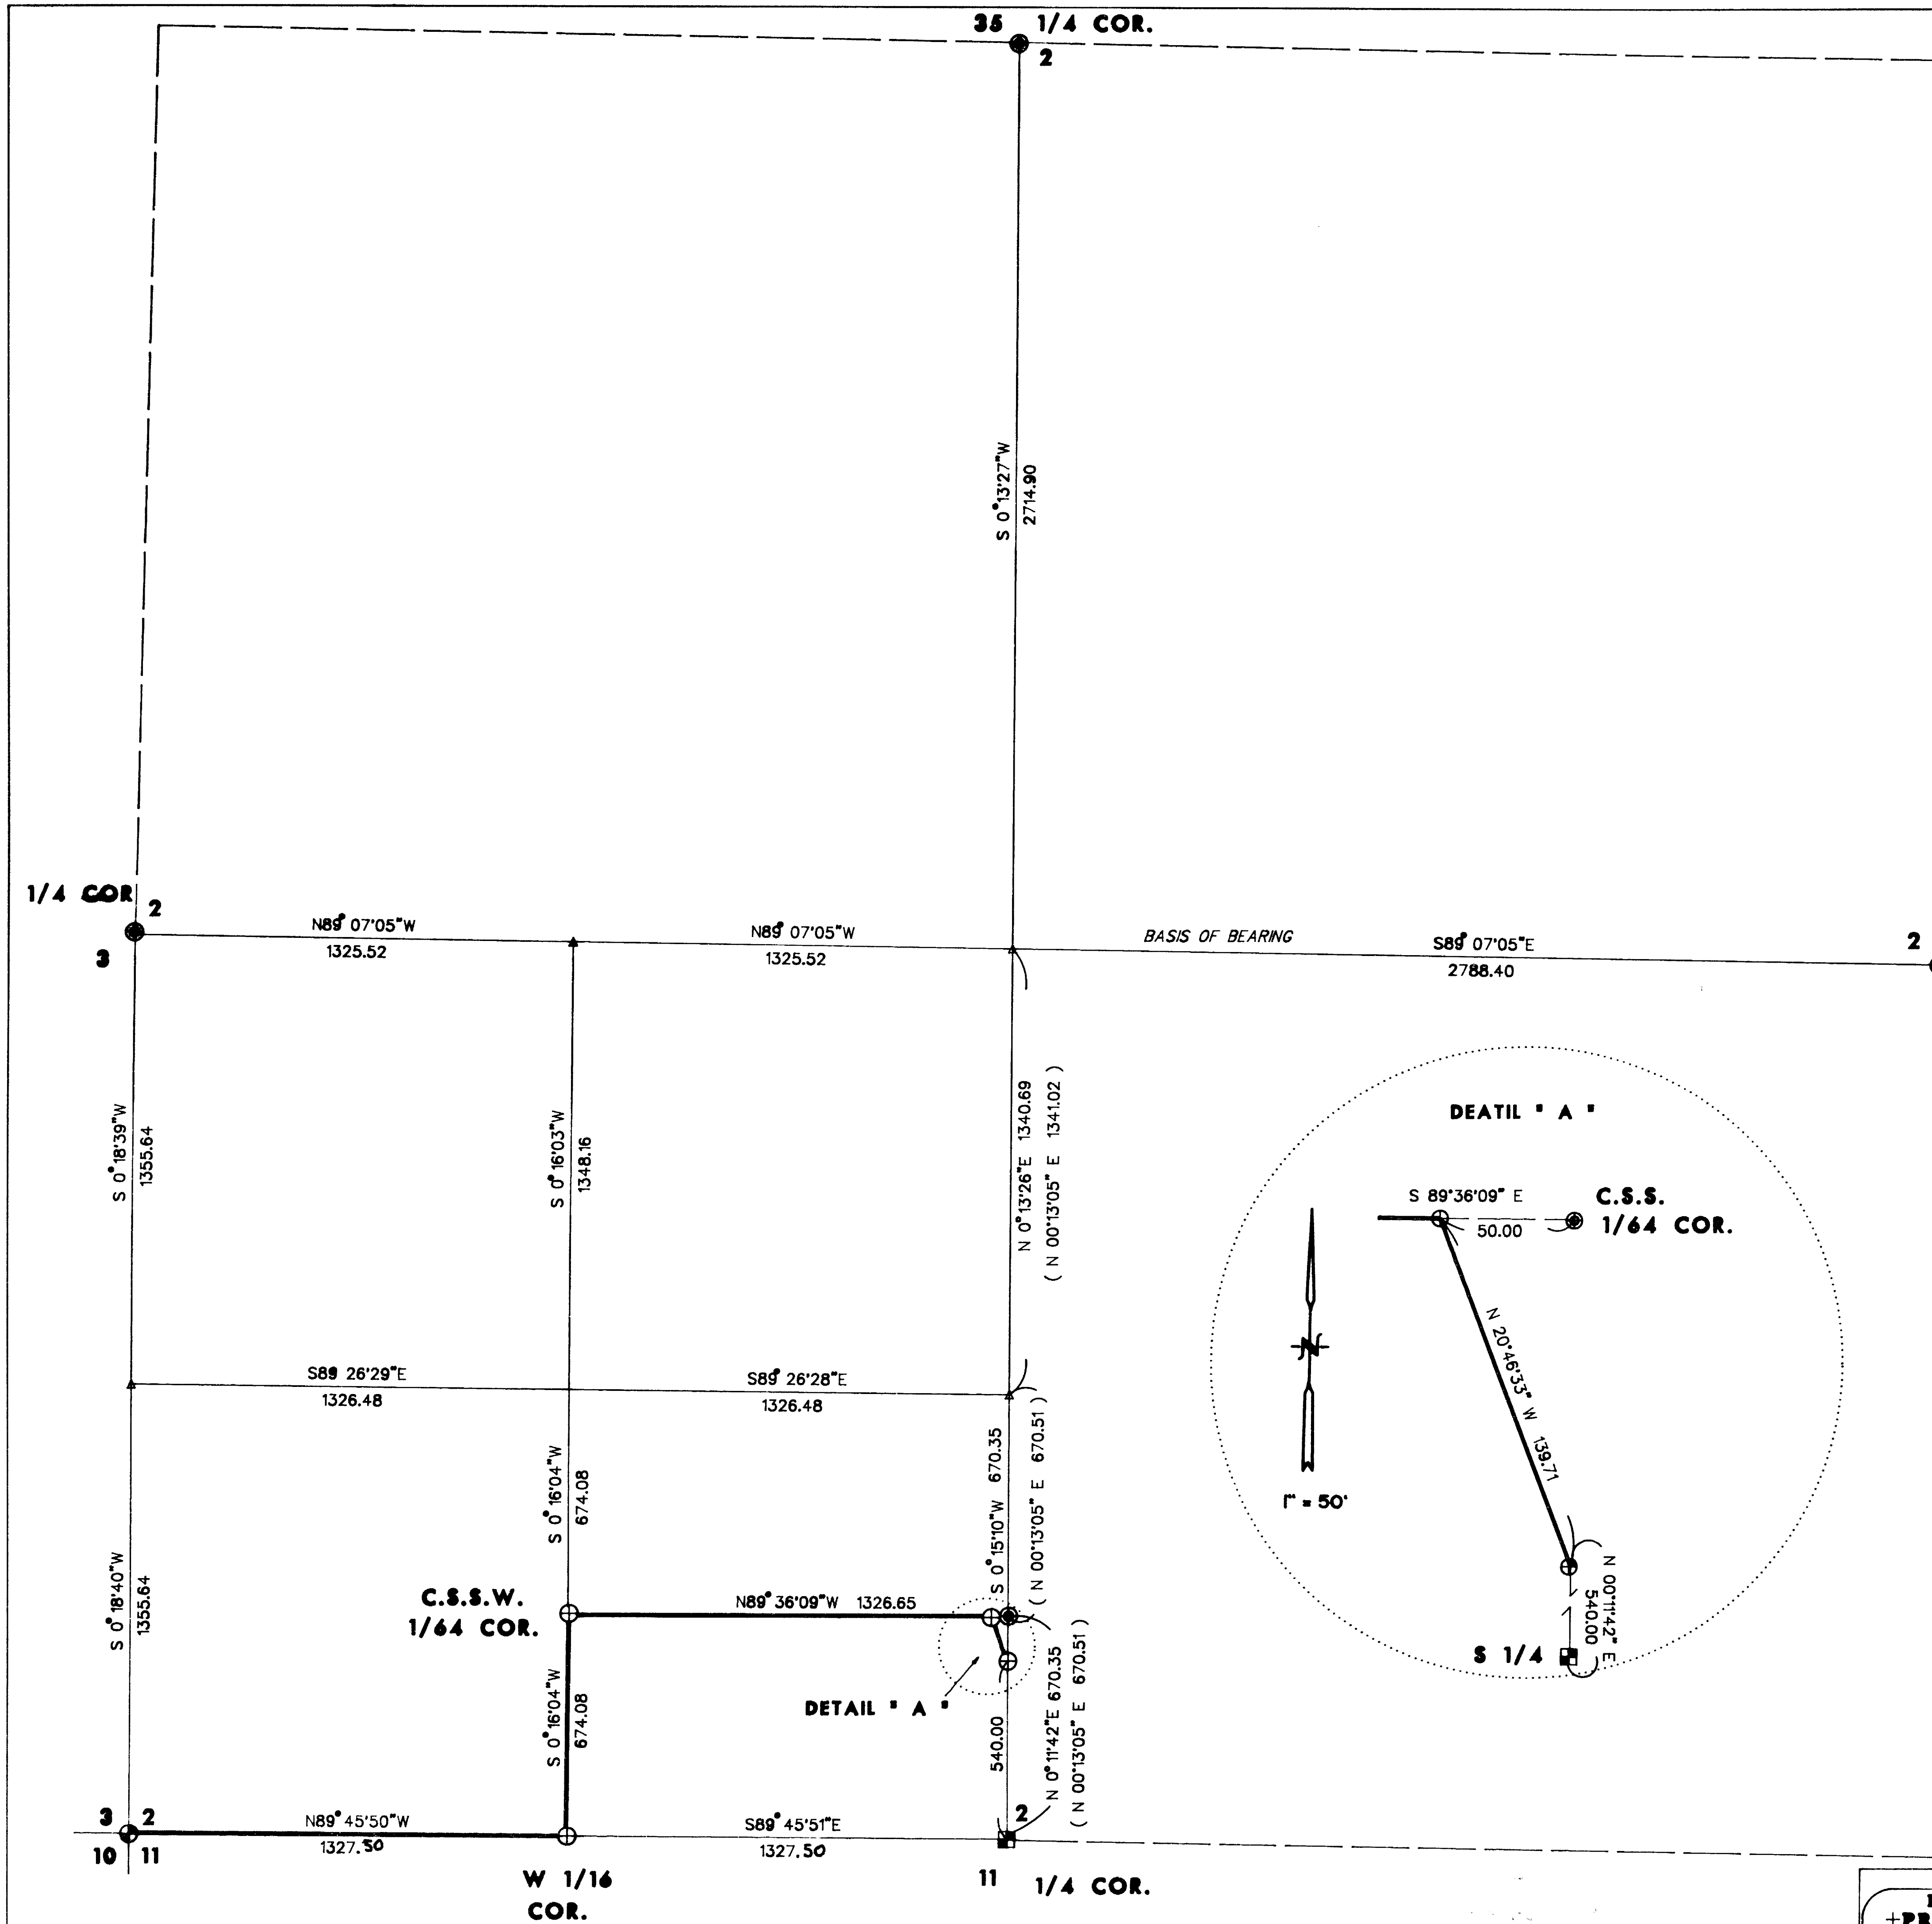 35 1/4 COR.
2
S 0°13'27"W
2714.90
1/4 COR
2
3
N89° 07'05"W
1325.52
N89° 07'05"W
1325.52
BASIS OF BEARING
S89° 07'05"E
2788.40
2
S 0°18'39"W
1355.64
S 0°16'03"W
1348.16
N 0°13'26"E 1340.69
( N 00°13'05" E 1341.02 )
DEATIL " A "
S 89°36'09" E
50.00
C.S.S.
1/64 COR.
N 20°46'33" W 139.71
1" = 50'
N 00°11'42" E
540.00
S 1/4
S89 26'29"E
1326.48
S89° 26'28"E
1326.48
S 0°16'04"W
674.08
S 0°15'10"W 670.35
( N 00°13'05" E 670.51 )
S 0°18'40"W
1355.64
C.S.S.W.
1/64 COR.
N89° 36'09"W 1326.65
S 0°16'04"W
674.08
DETAIL " A "
540.00
N 0°11'42"E 670.35
( N 00°13'05" E 670.51 )
3 2
10 11
N89° 45'50"W
1327.50
S89° 45'51"E
1327.50
2
11 1/4 COR.
W 1/16
COR.